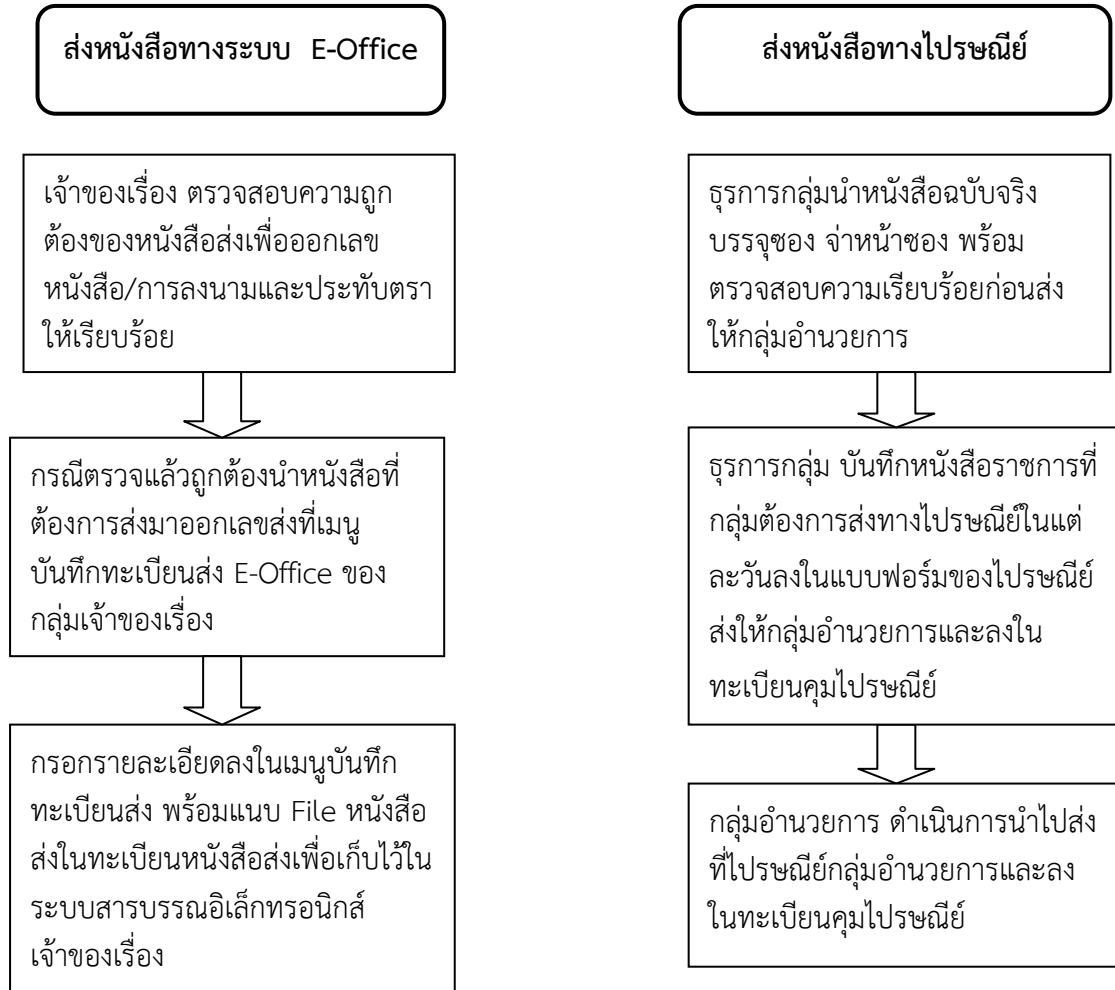 ส่งหนังสือทางระบบ E-Office
เจ้าของเรื่อง ตรวจสอบความถูก
ต้องของหนังสือส่งเพื่อออกเลข
หนังสือ/การลงนามและประทับตรา
ให้เรียบร้อย
กรณีตรวจแล้วถูกต้องนำหนังสือที่
ต้องการส่งมาออกเลขส่งที่เมนู
บันทึกทะเบียนส่ง E-Office ของ
กลุ่มเจ้าของเรื่อง
กรอกรายละเอียดลงในเมนูบันทึก
ทะเบียนส่ง พร้อมแนบ File หนังสือ
ส่งในทะเบียนหนังสือส่งเพื่อเก็บไว้ใน
ระบบสารบรรณอิเล็กทรอนิกส์
เจ้าของเรื่อง
ส่งหนังสือทางไปรษณีย์
ธุรการกลุ่มนำหนังสือฉบับจริง
บรรจุซอง จ่าหน้าซอง พร้อม
ตรวจสอบความเรียบร้อยก่อนส่ง
ให้กลุ่มอำนวยการ
ธุรการกลุ่ม บันทึกหนังสือราชการที่
กลุ่มต้องการส่งทางไปรษณีย์ในแต่
ละวันลงในแบบฟอร์มของไปรษณีย์
ส่งให้กลุ่มอำนวยการและลงใน
ทะเบียนคุมไปรษณีย์
กลุ่มอำนวยการ ดำเนินการนำไปส่ง
ที่ไปรษณีย์กลุ่มอำนวยการและลง
ในทะเบียนคุมไปรษณีย์